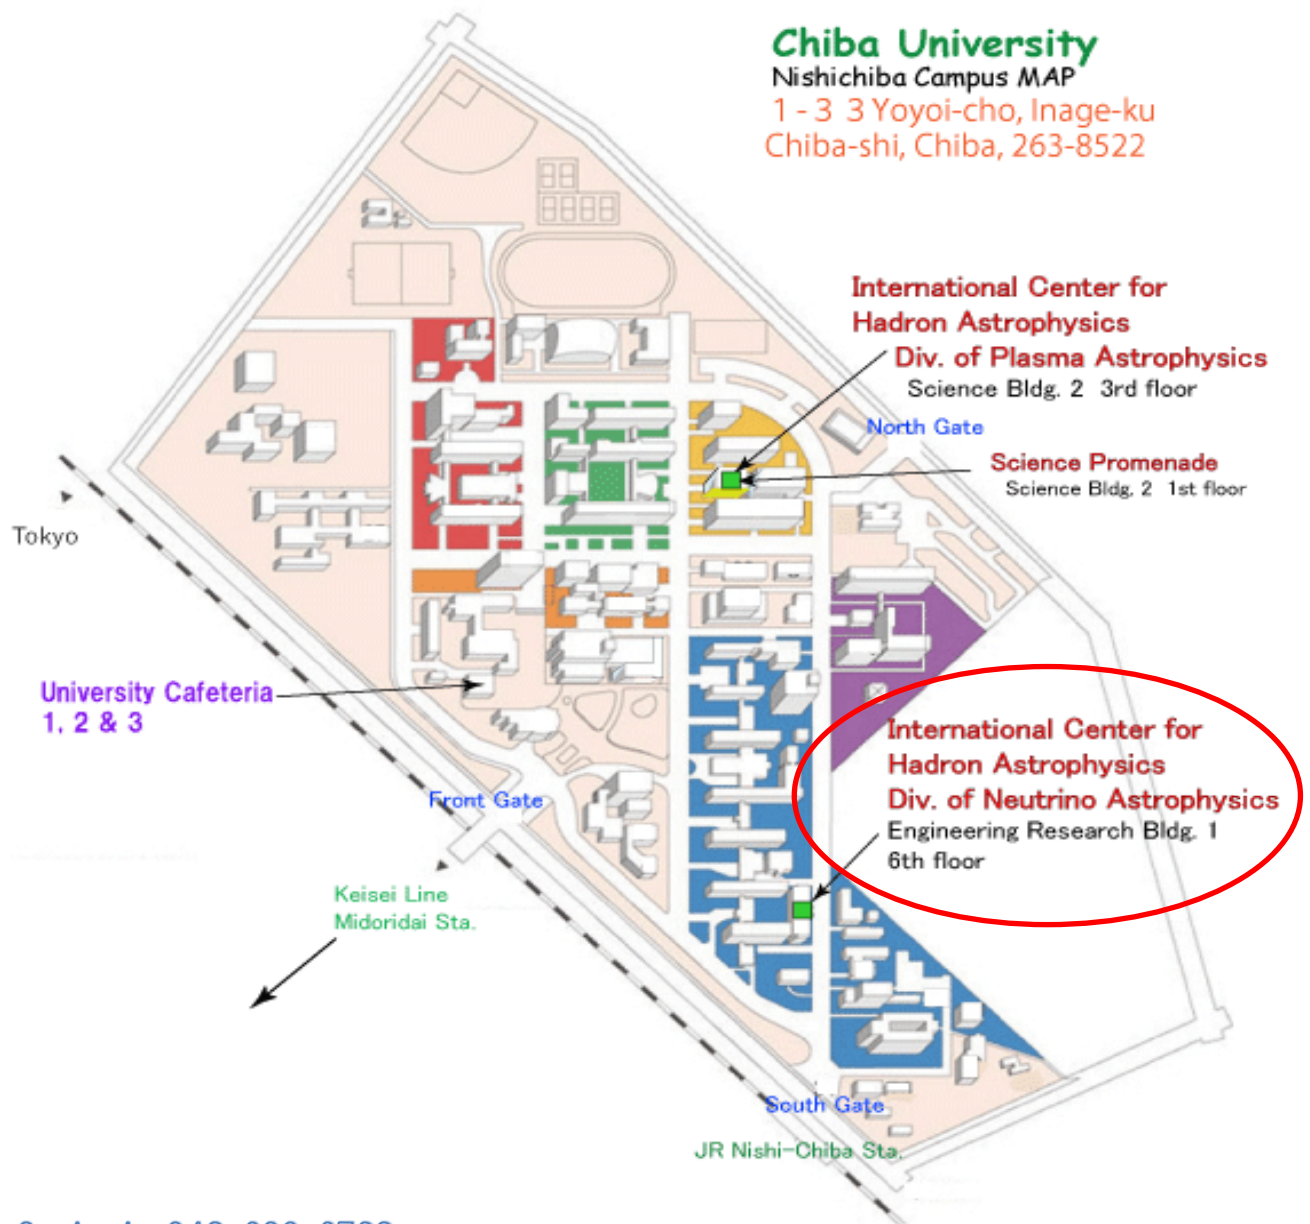 Chiba University
Nishichiba Campus MAP
1 - 3 3 Yoyoi-cho, Inage-ku
Chiba-shi, Chiba, 263-8522
International Center for
Hadron Astrophysics
Div. of Plasma Astrophysics
Science Bldg. 2 3rd floor
North Gate
Science Promenade
Science Bldg. 2 1st floor
Tokyo
University Cafeteria
1, 2 & 3
International Center for
Hadron Astrophysics
Div. of Neutrino Astrophysics
Engineering Research Bldg. 1
6th floor
Front Gate
Keisei Line
Midoridai Sta.
South Gate
JR Nishi-Chiba Sta.